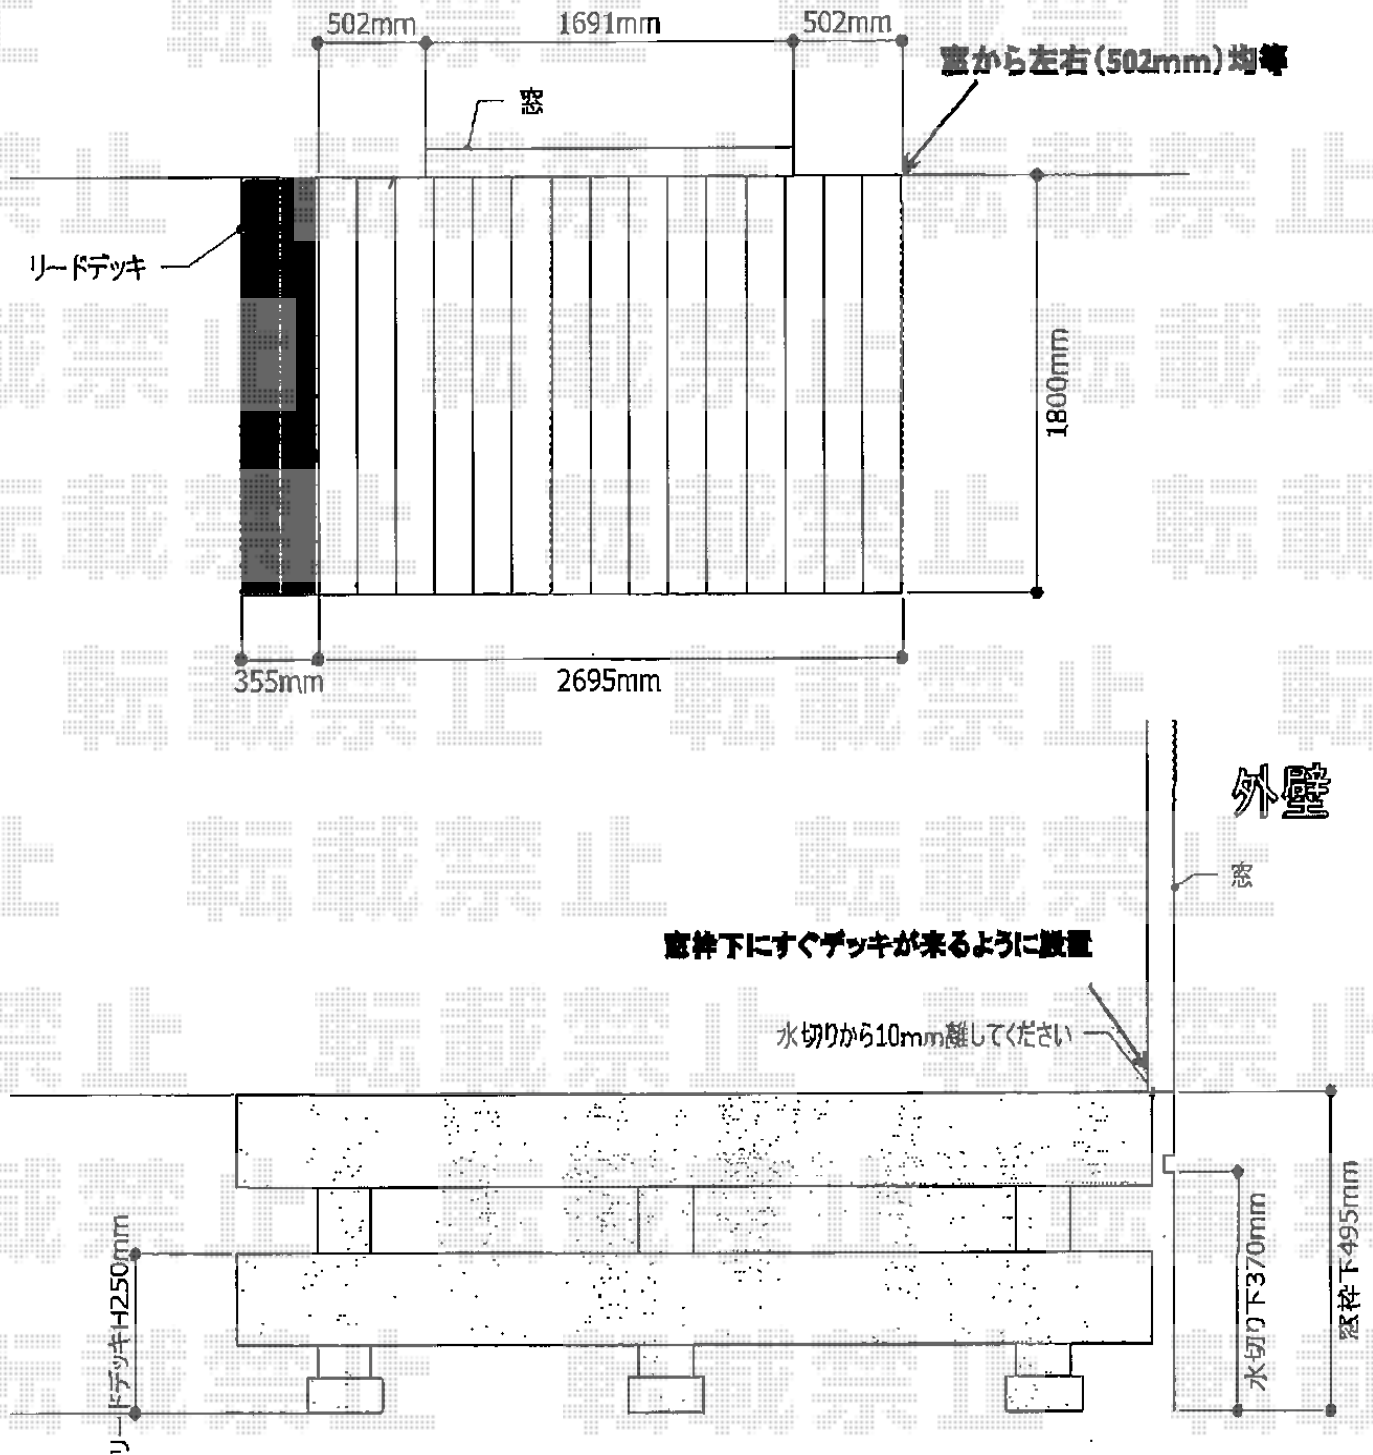 502mm
1691mm
502mm
窓から左右(502mm)均等
窓
リードデッキ
1800mm
355mm
2695mm
外壁
窓
窓枠下にすぐデッキが来るように設置
水切りから10mm離してください
リードデッキH250mm
水切り下370mm
窓枠下495mm
転載禁止